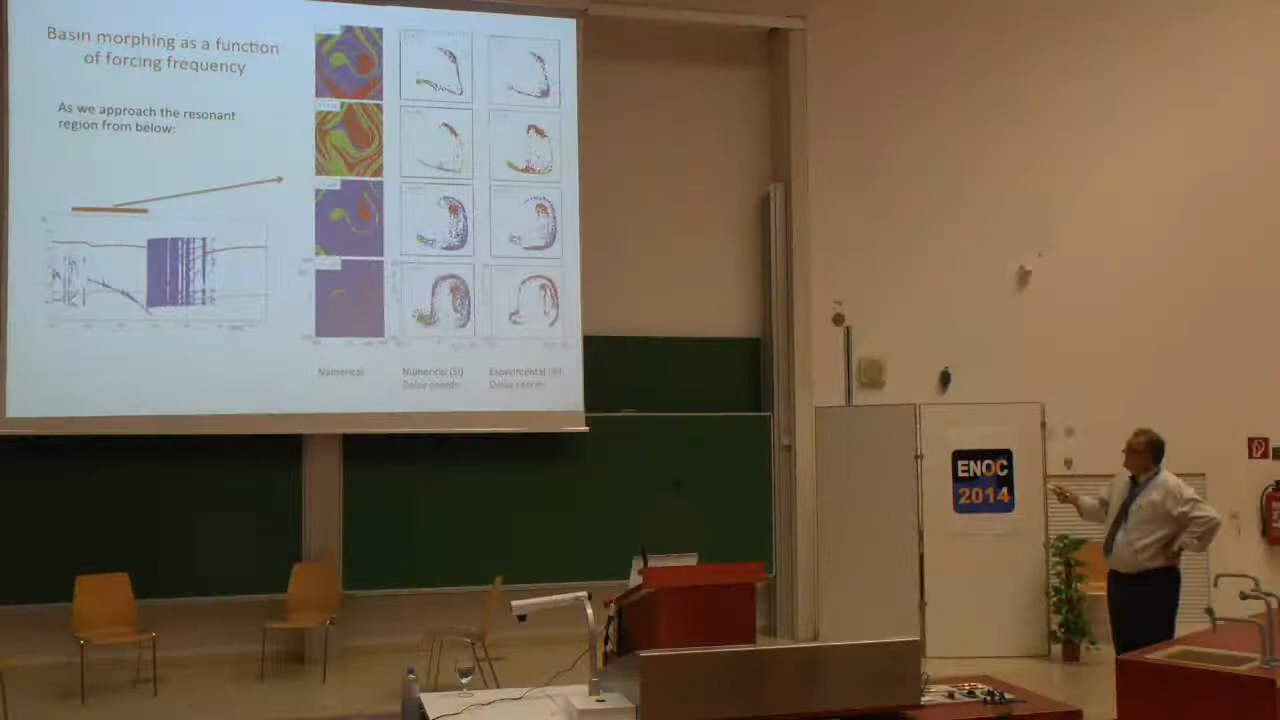 Basin morphing as a function
of forcing frequency
As we approach the resonant
region from below:
Numerical
Numerical (SI)
Delay coords
Experimental (SI)
Delay coords
ENOC
2014